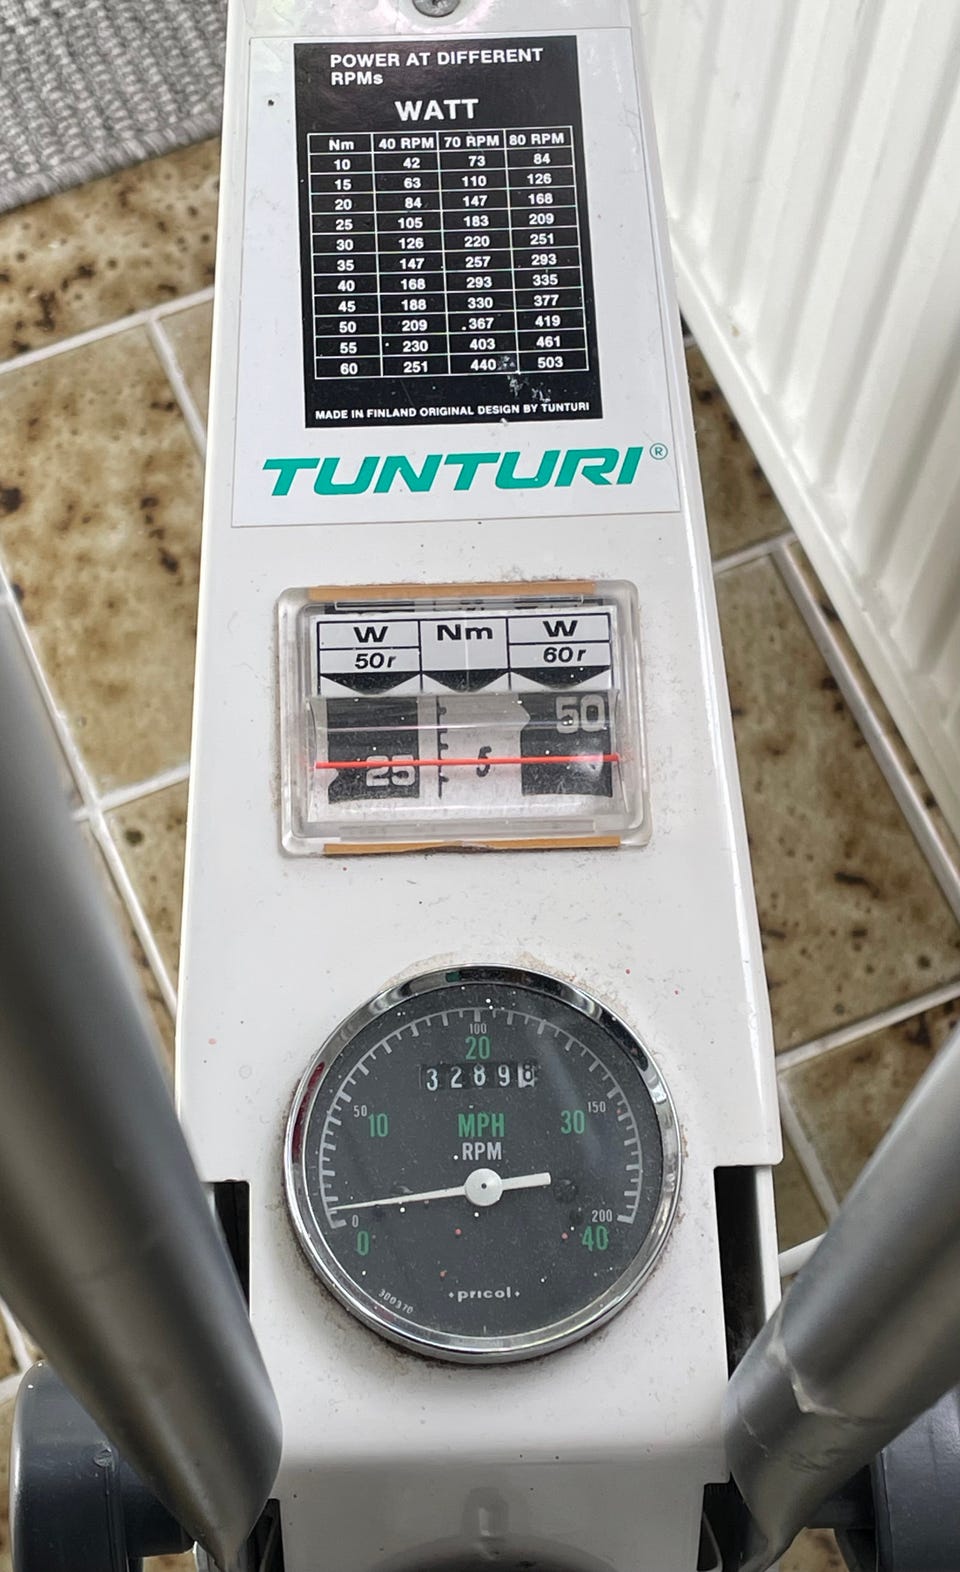 POWER AT DIFFERENT
RPMs
WATT
Nm 40 RPM 70 RPM 80 RPM
10 42 73 84
15 63 110 126
20 84 147 168
25 105 183 209
30 126 220 251
35 147 257 293
40 168 293 335
45 188 330 377
50 209 367 419
55 230 403 461
60 251 440 503
MADE IN FINLAND ORIGINAL DESIGN BY TUNTURI
TUNTURI®
W Nm W
50r 60r
50
25 5
100
20
3289
50 10 MPH 30 150
RPM
0 200
0 40
pricol
300370